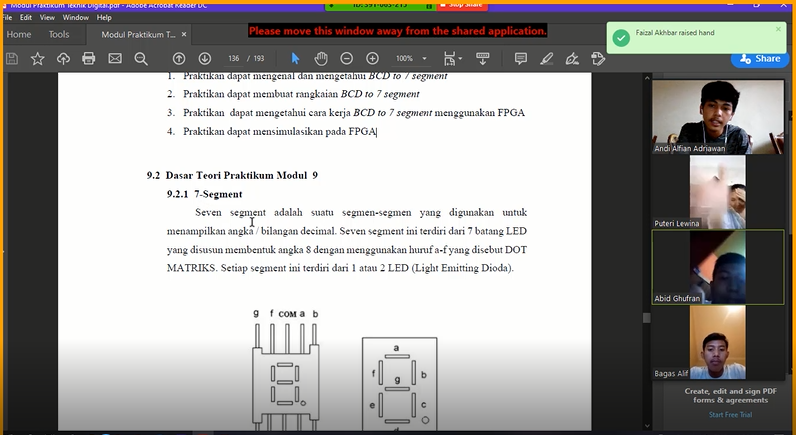 Modul Praktikum Teknik Digital.pdf - Adobe Acrobat Reader DC
Stop Share
File Edit View Window Help
Please move this window away from the shared application.
Home Tools Modul Praktikum T...
Faizal Akhbar raised hand
136 / 193
100%
Share
1. Praktikan dapat mengenal dan mengetahui BCD to 7 segment
2. Praktikan dapat membuat rangkaian BCD to 7 segment
3. Praktikan dapat mengetahui cara kerja BCD to 7 segment menggunakan FPGA
4. Praktikan dapat mensimulasikan pada FPGA
9.2 Dasar Teori Praktikum Modul 9
9.2.1 7-Segment
Seven segment adalah suatu segmen-segmen yang digunakan untuk
menampilkan angka / bilangan decimal. Seven segment ini terdiri dari 7 batang LED
yang disusun membentuk angka 8 dengan menggunakan huruf a-f yang disebut DOT
MATRIKS. Setiap segment ini terdiri dari 1 atau 2 LED (Light Emitting Dioda).
g f COM a b
a
f b
g
e c
d
Andi Alfian Adriawan
Puteri Lewina
Abid Ghufran
Bagas Alif
Create, edit and sign PDF
forms & agreements
Start Free Trial